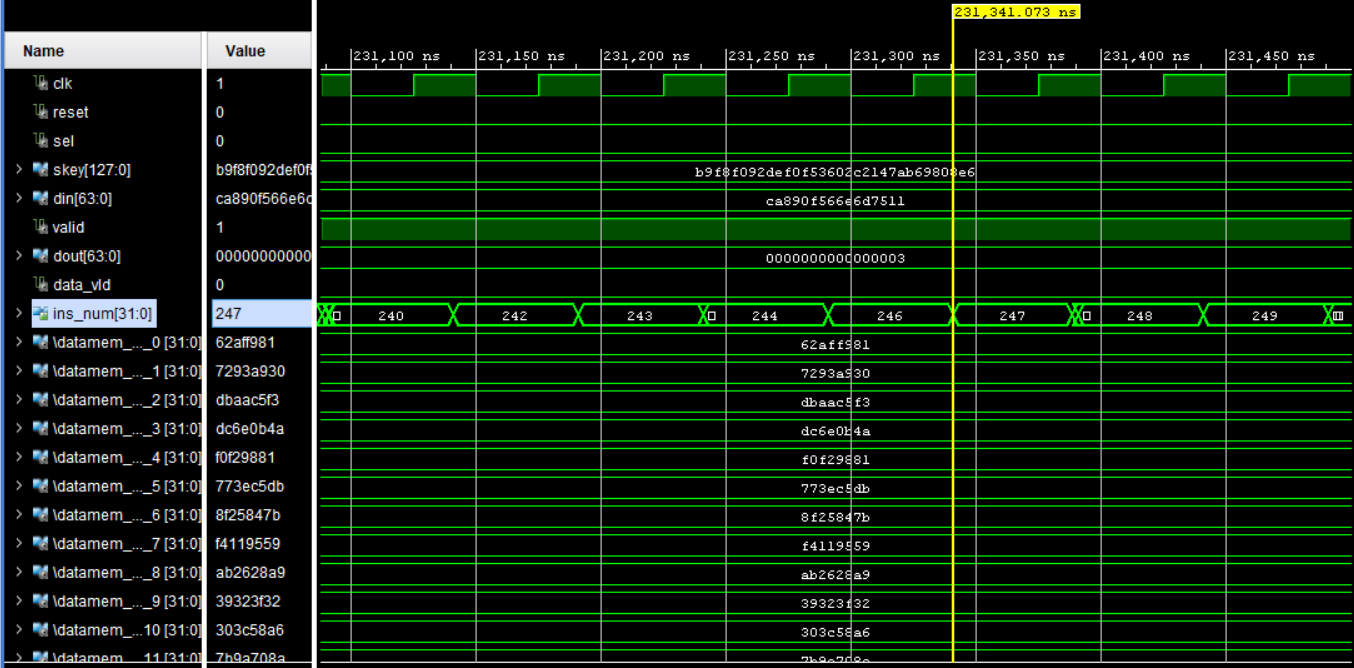 231,341.073 ns
Name Value 231,100 ns 231,150 ns 231,200 ns 231,250 ns 231,300 ns 231,350 ns 231,400 ns 231,450 ns
clk 1
reset 0
sel 0
skey[127:0] b9f8f092def0f5 b9f8f092def0f53602c2147ab69808e6
din[63:0] ca890f566e6d ca890f566e6d7511
valid 1
dout[63:0] 00000000000 0000000000000003
data_vld 0
ins_num[31:0] 247 240 242 243 244 246 247 248 249
\datamem_..._0 [31:0] 62aff981 62aff981
\datamem_..._1 [31:0] 7293a930 7293a930
\datamem_..._2 [31:0] dbaac5f3 dbaac5f3
\datamem_..._3 [31:0] dc6e0b4a dc6e0b4a
\datamem_..._4 [31:0] f0f29881 f0f29881
\datamem_..._5 [31:0] 773ec5db 773ec5db
\datamem_..._6 [31:0] 8f25847b 8f25847b
\datamem_..._7 [31:0] f4119559 f4119559
\datamem_..._8 [31:0] ab2628a9 ab2628a9
\datamem_..._9 [31:0] 39323f32 39323f32
\datamem_...10 [31:0] 303c58a6 303c58a6
\datamem_...11 [31:0] 7b9a708a